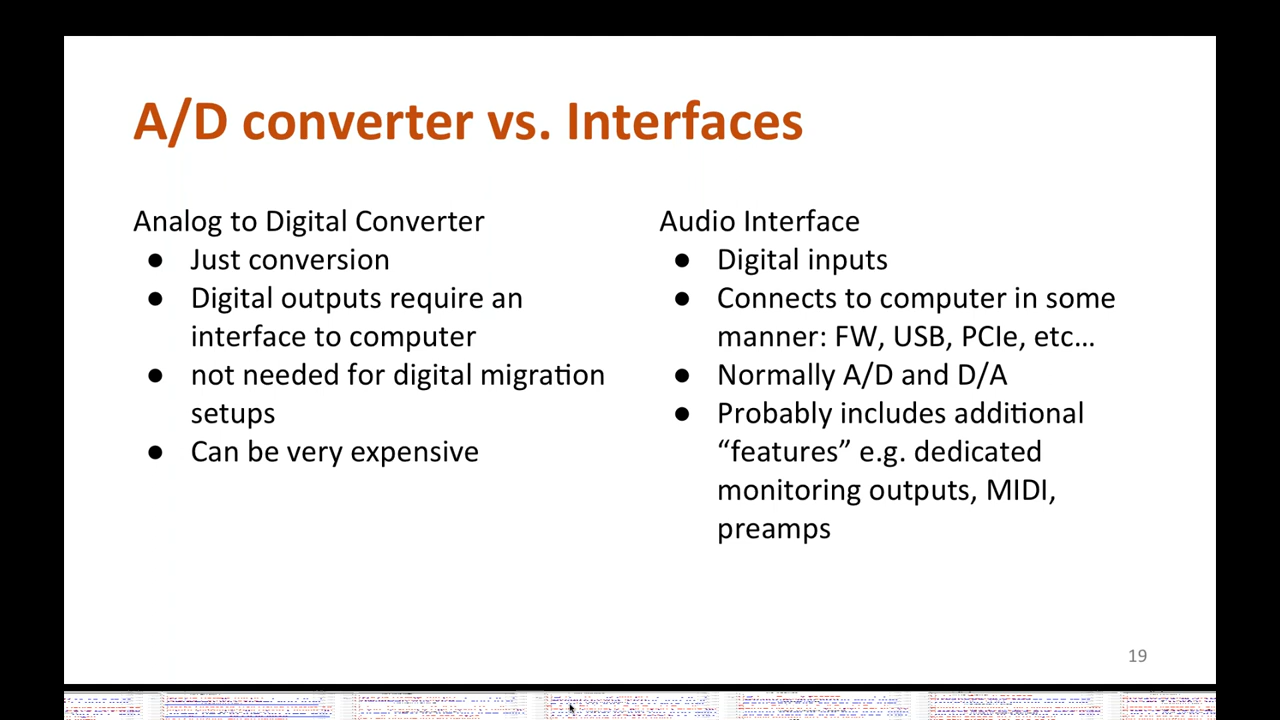 A/D converter vs. Interfaces
Analog to Digital Converter
● Just conversion
● Digital outputs require an
interface to computer
● not needed for digital migration
setups
● Can be very expensive
Audio Interface
● Digital inputs
● Connects to computer in some
manner: FW, USB, PCIe, etc…
● Normally A/D and D/A
● Probably includes additional
“features” e.g. dedicated
monitoring outputs, MIDI,
preamps
19